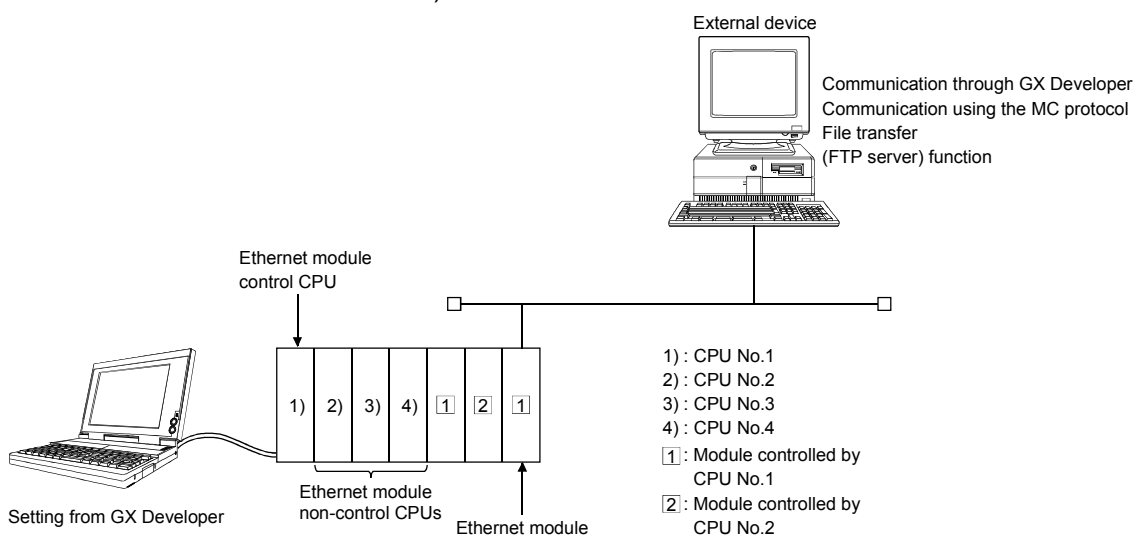 External device
Communication through GX Developer
Communication using the MC protocol
File transfer
(FTP server) function
Ethernet module
control CPU
1) 2) 3) 4) 1 2 1
1) : CPU No.1
2) : CPU No.2
3) : CPU No.3
4) : CPU No.4
1 : Module controlled by
CPU No.1
2 : Module controlled by
CPU No.2
Ethernet module
non-control CPUs
Ethernet module
Setting from GX Developer